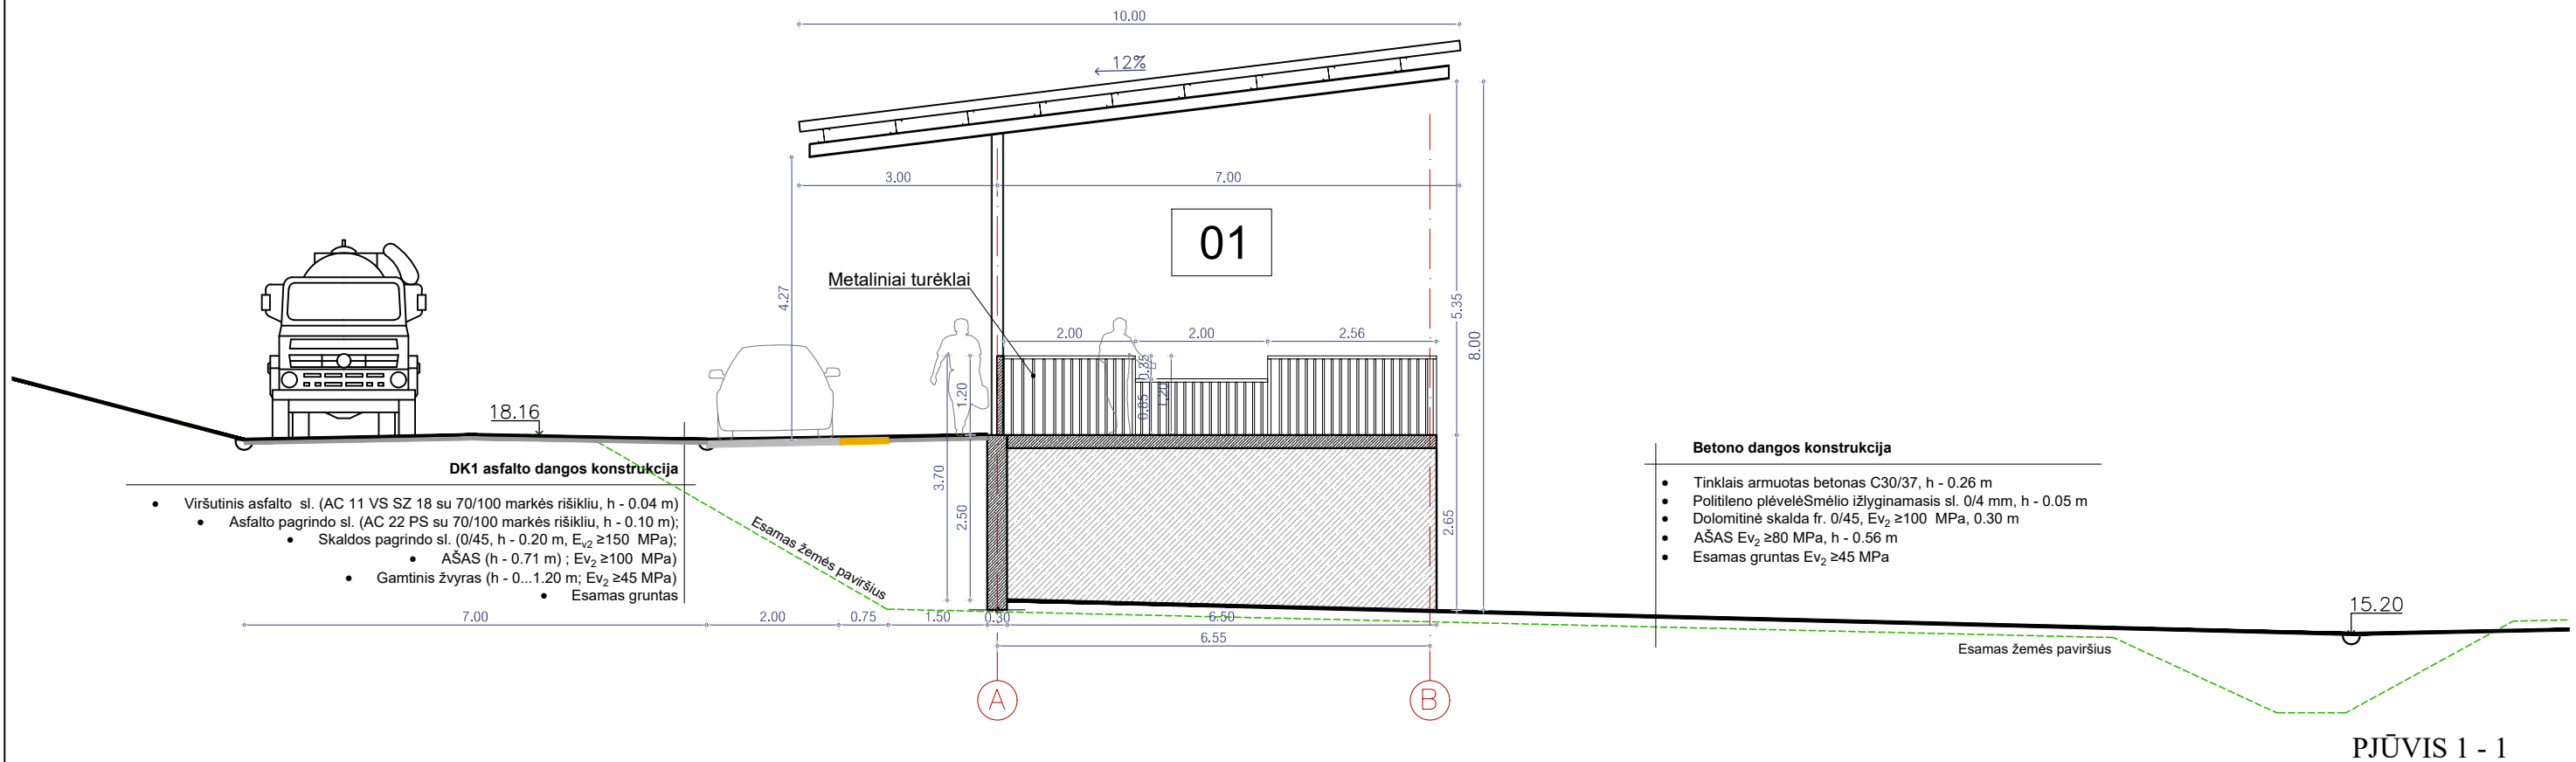 10.00
12%
3.00
7.00
01
Metaliniai turėklai
4.27
5.35
8.00
2.00
2.00
2.56
0.35
1.20
0.85
1.20
18.16
3.70
2.50
2.65
DK1 asfalto dangos konstrukcija
• Viršutinis asfalto sl. (AC 11 VS SZ 18 su 70/100 markės rišikliu, h - 0.04 m)
• Asfalto pagrindo sl. (AC 22 PS su 70/100 markės rišikliu, h - 0.10 m);
• Skaldos pagrindo sl. (0/45, h - 0.20 m, Ev2 ≥150 MPa);
• AŠAS (h - 0.71 m) ; Ev2 ≥100 MPa)
• Gamtinis žvyras (h - 0...1.20 m; Ev2 ≥45 MPa)
• Esamas gruntas
Esamas žemės paviršius
Betono dangos konstrukcija
• Tinklais armuotas betonas C30/37, h - 0.26 m
• Politileno plėvelėSmėlio ižlyginamasis sl. 0/4 mm, h - 0.05 m
• Dolomitinė skalda fr. 0/45, Ev2 ≥100 MPa, 0.30 m
• AŠAS Ev2 ≥80 MPa, h - 0.56 m
• Esamas gruntas Ev2 ≥45 MPa
7.00
2.00
0.75
1.50
0.30
6.50
6.55
15.20
Esamas žemės paviršius
A
B
PJŪVIS 1 - 1